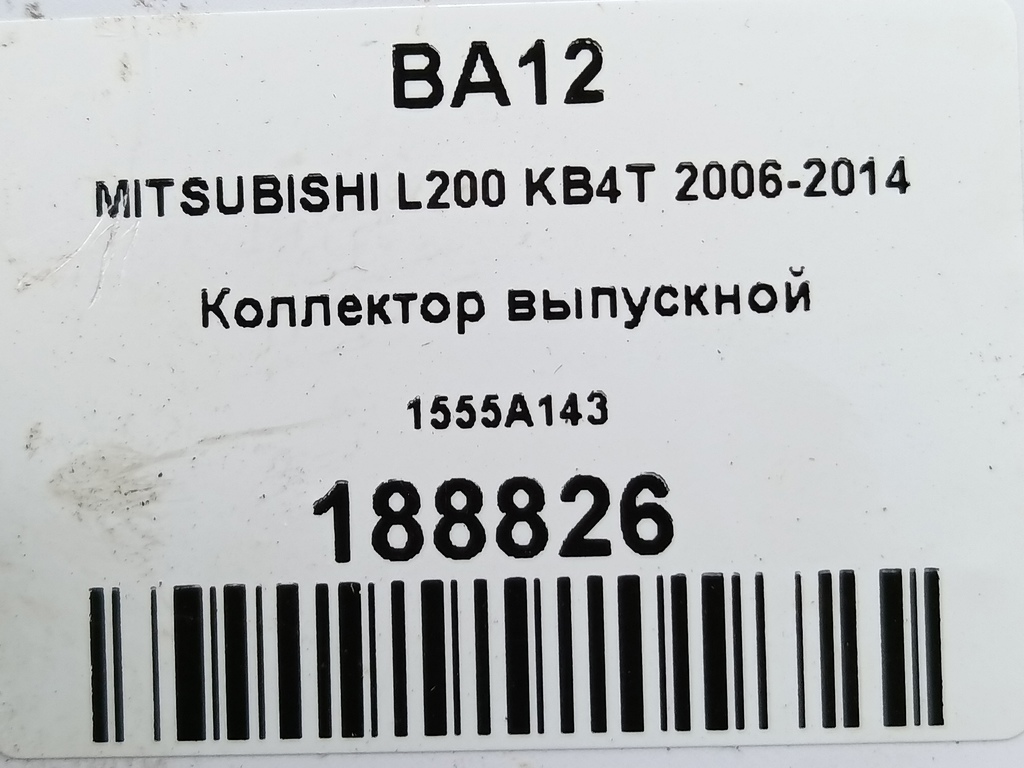 BA12
MITSUBISHI L200 KB4T 2006-2014
Коллектор выпускной
1555A143
188826